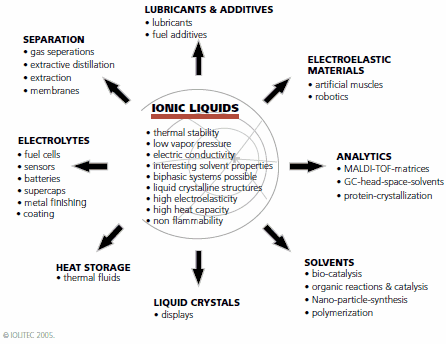 LUBRICANTS & ADDITIVES
• lubricants
• fuel additives
SEPARATION
• gas seperations
• extractive distillation
• extraction
• membranes
ELECTROELASTIC
MATERIALS
• artificial muscles
• robotics
IONIC LIQUIDS
• thermal stability
• low vapor pressure
• electric conductivity
• interesting solvent properties
• biphasic systems possible
• liquid crystalline structures
• high electroelasticity
• high heat capacity
• non flammability
ELECTROLYTES
• fuel cells
• sensors
• batteries
• supercaps
• metal finishing
• coating
ANALYTICS
• MALDI-TOF-matrices
• GC-head-space-solvents
• protein-crystallization
HEAT STORAGE
• thermal fluids
LIQUID CRYSTALS
• displays
SOLVENTS
• bio-catalysis
• organic reactions & catalysis
• Nano-particle-synthesis
• polymerization
© IOLITEC 2005.